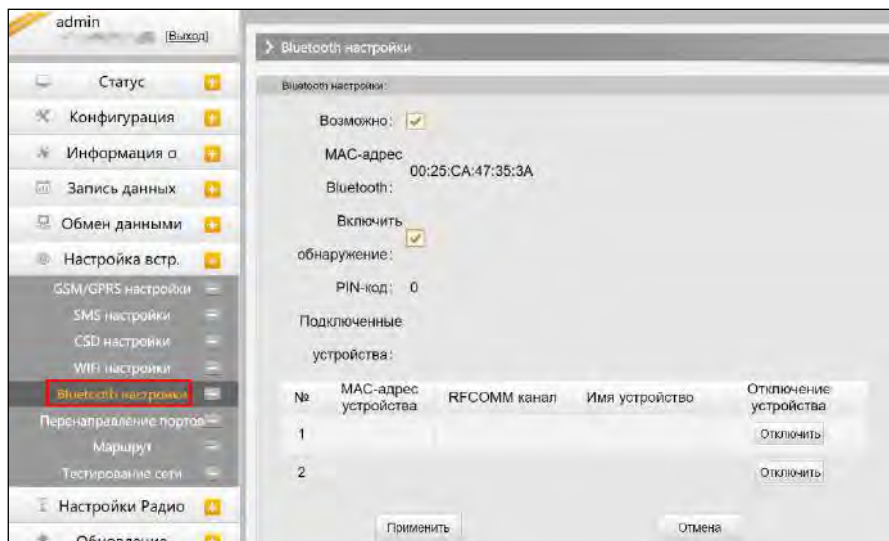 admin
[Выход]
Статус
Конфигурация
Информация о
Запись данных
Обмен данными
Настройка встр.
GSM/GPRS настройки
SMS настройки
CSD настройки
WIFI настройки
Bluetooth настройки
Перенаправление портов
Маршрут
Тестирование сети
Настройки Радио
Обновление
Bluetooth настройки
Bluetooth настройки:
Возможно:
MAC-адрес
Bluetooth: 00:25:CA:47:35:3A
Включить
обнаружение:
PIN-код: 0
Подключенные
устройства:
№ MAC-адрес устройства RFCOMM канал Имя устройство Отключение устройства
1 Отключить
2 Отключить
Применить Отмена